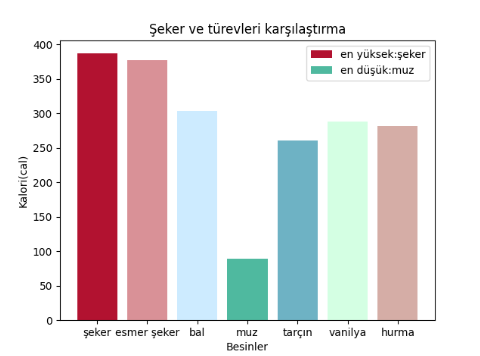 Şeker ve türevleri karşılaştırma
en yüksek:şeker
en düşük:muz
Kalori(cal)
400
350
300
250
200
150
100
50
0
şeker esmer şeker bal muz tarçın vanilya hurma
Besinler